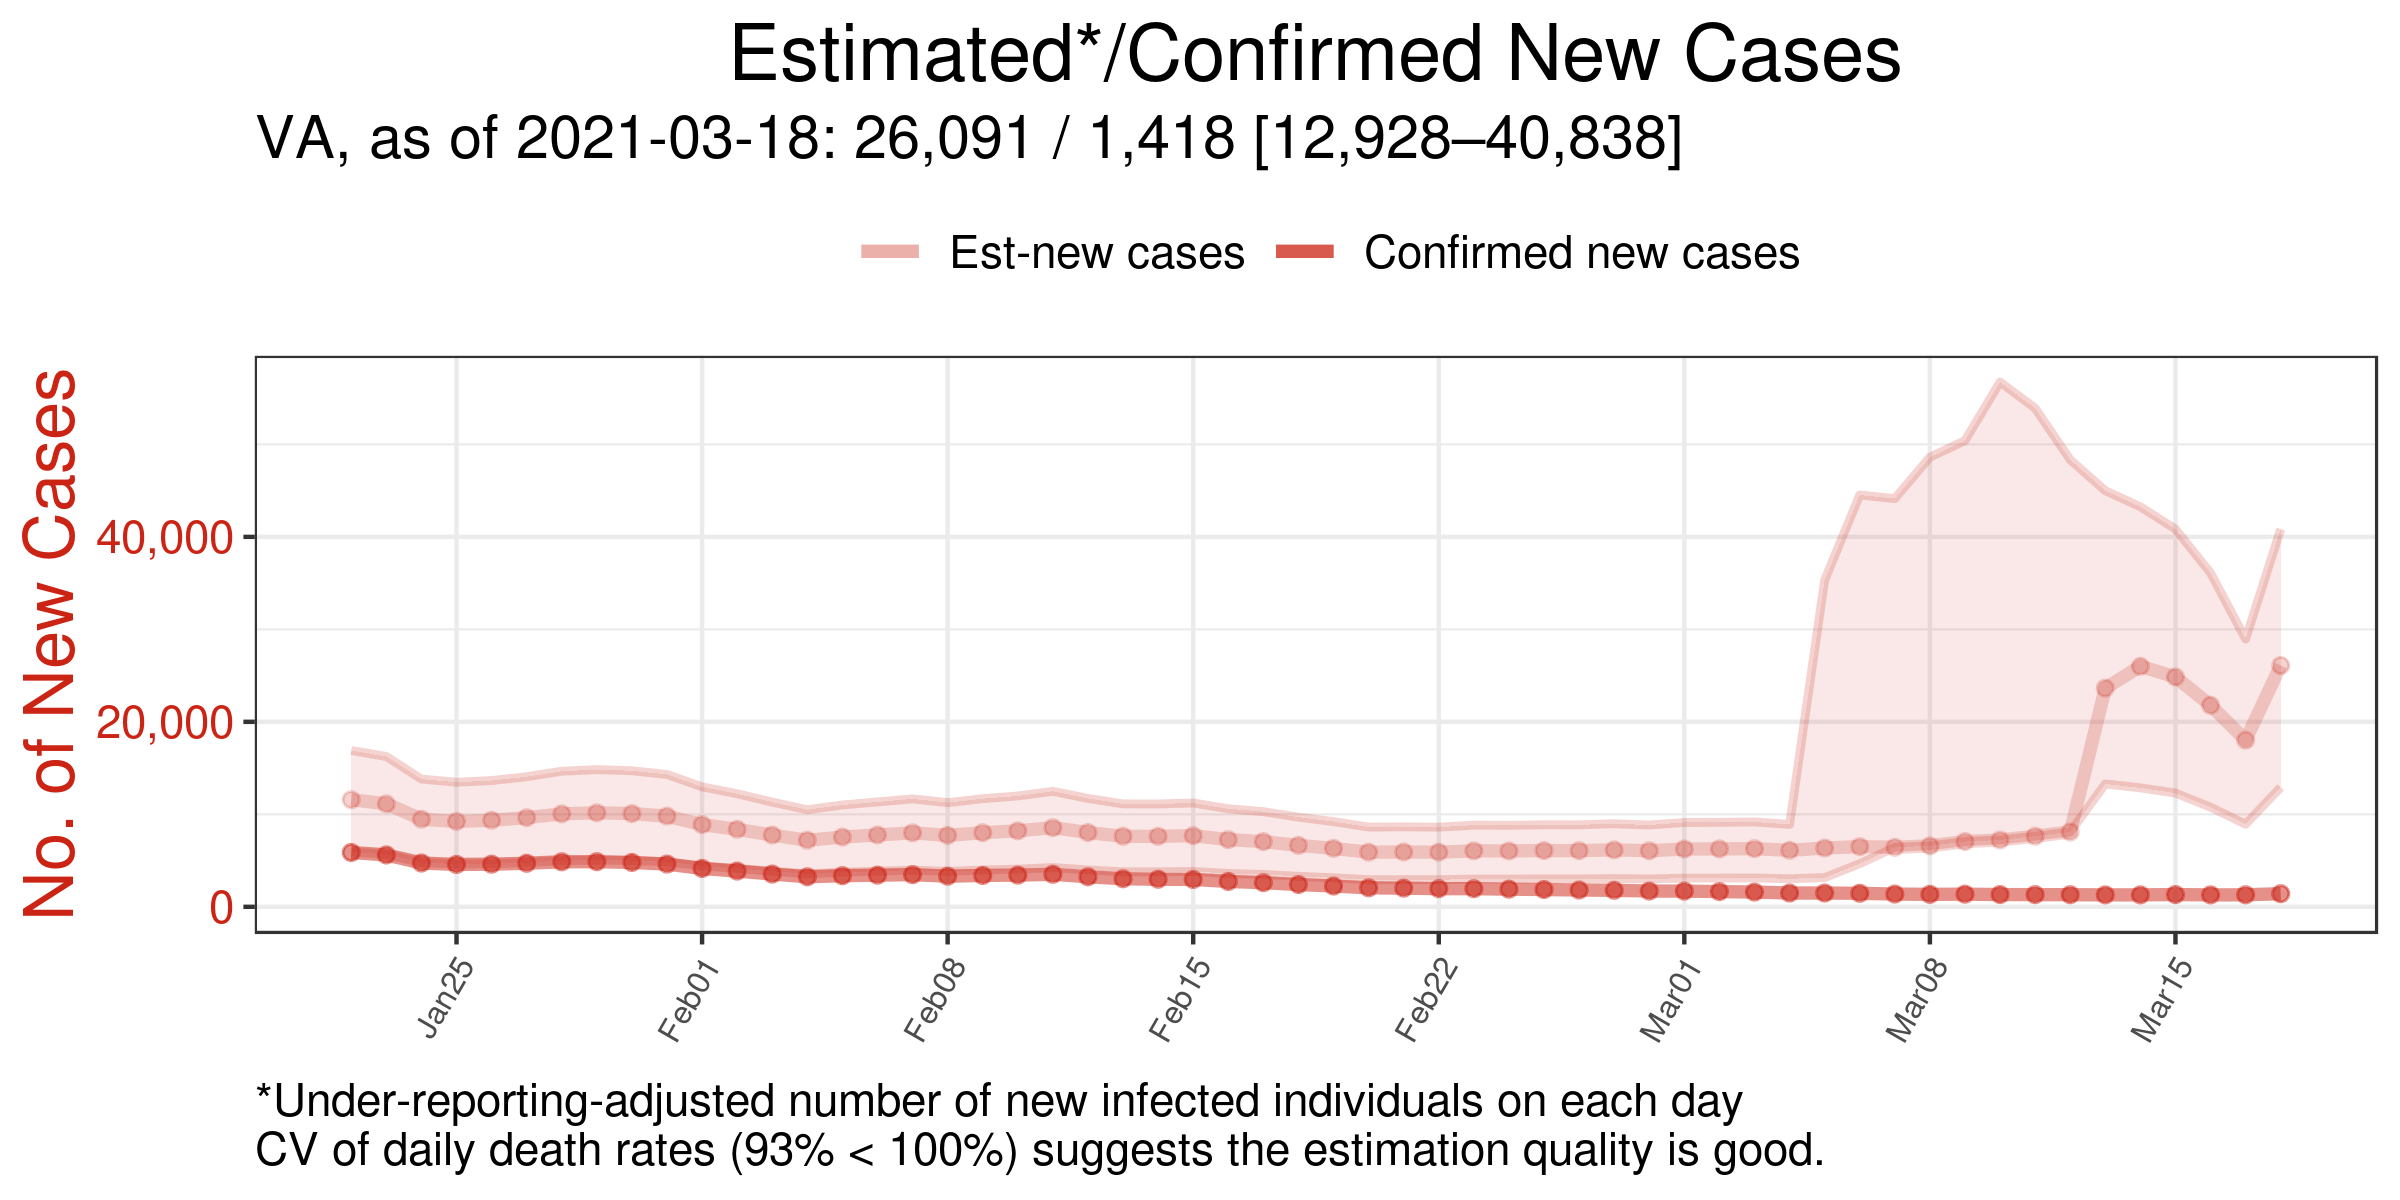 Estimated*/Confirmed New Cases
VA, as of 2021-03-18: 26,091 / 1,418 [12,928–40,838]
Est-new cases
Confirmed new cases
No. of New Cases
40,000
20,000
0
Jan25
Feb01
Feb08
Feb15
Feb22
Mar01
Mar08
Mar15
*Under-reporting-adjusted number of new infected individuals on each day
CV of daily death rates (93% < 100%) suggests the estimation quality is good.